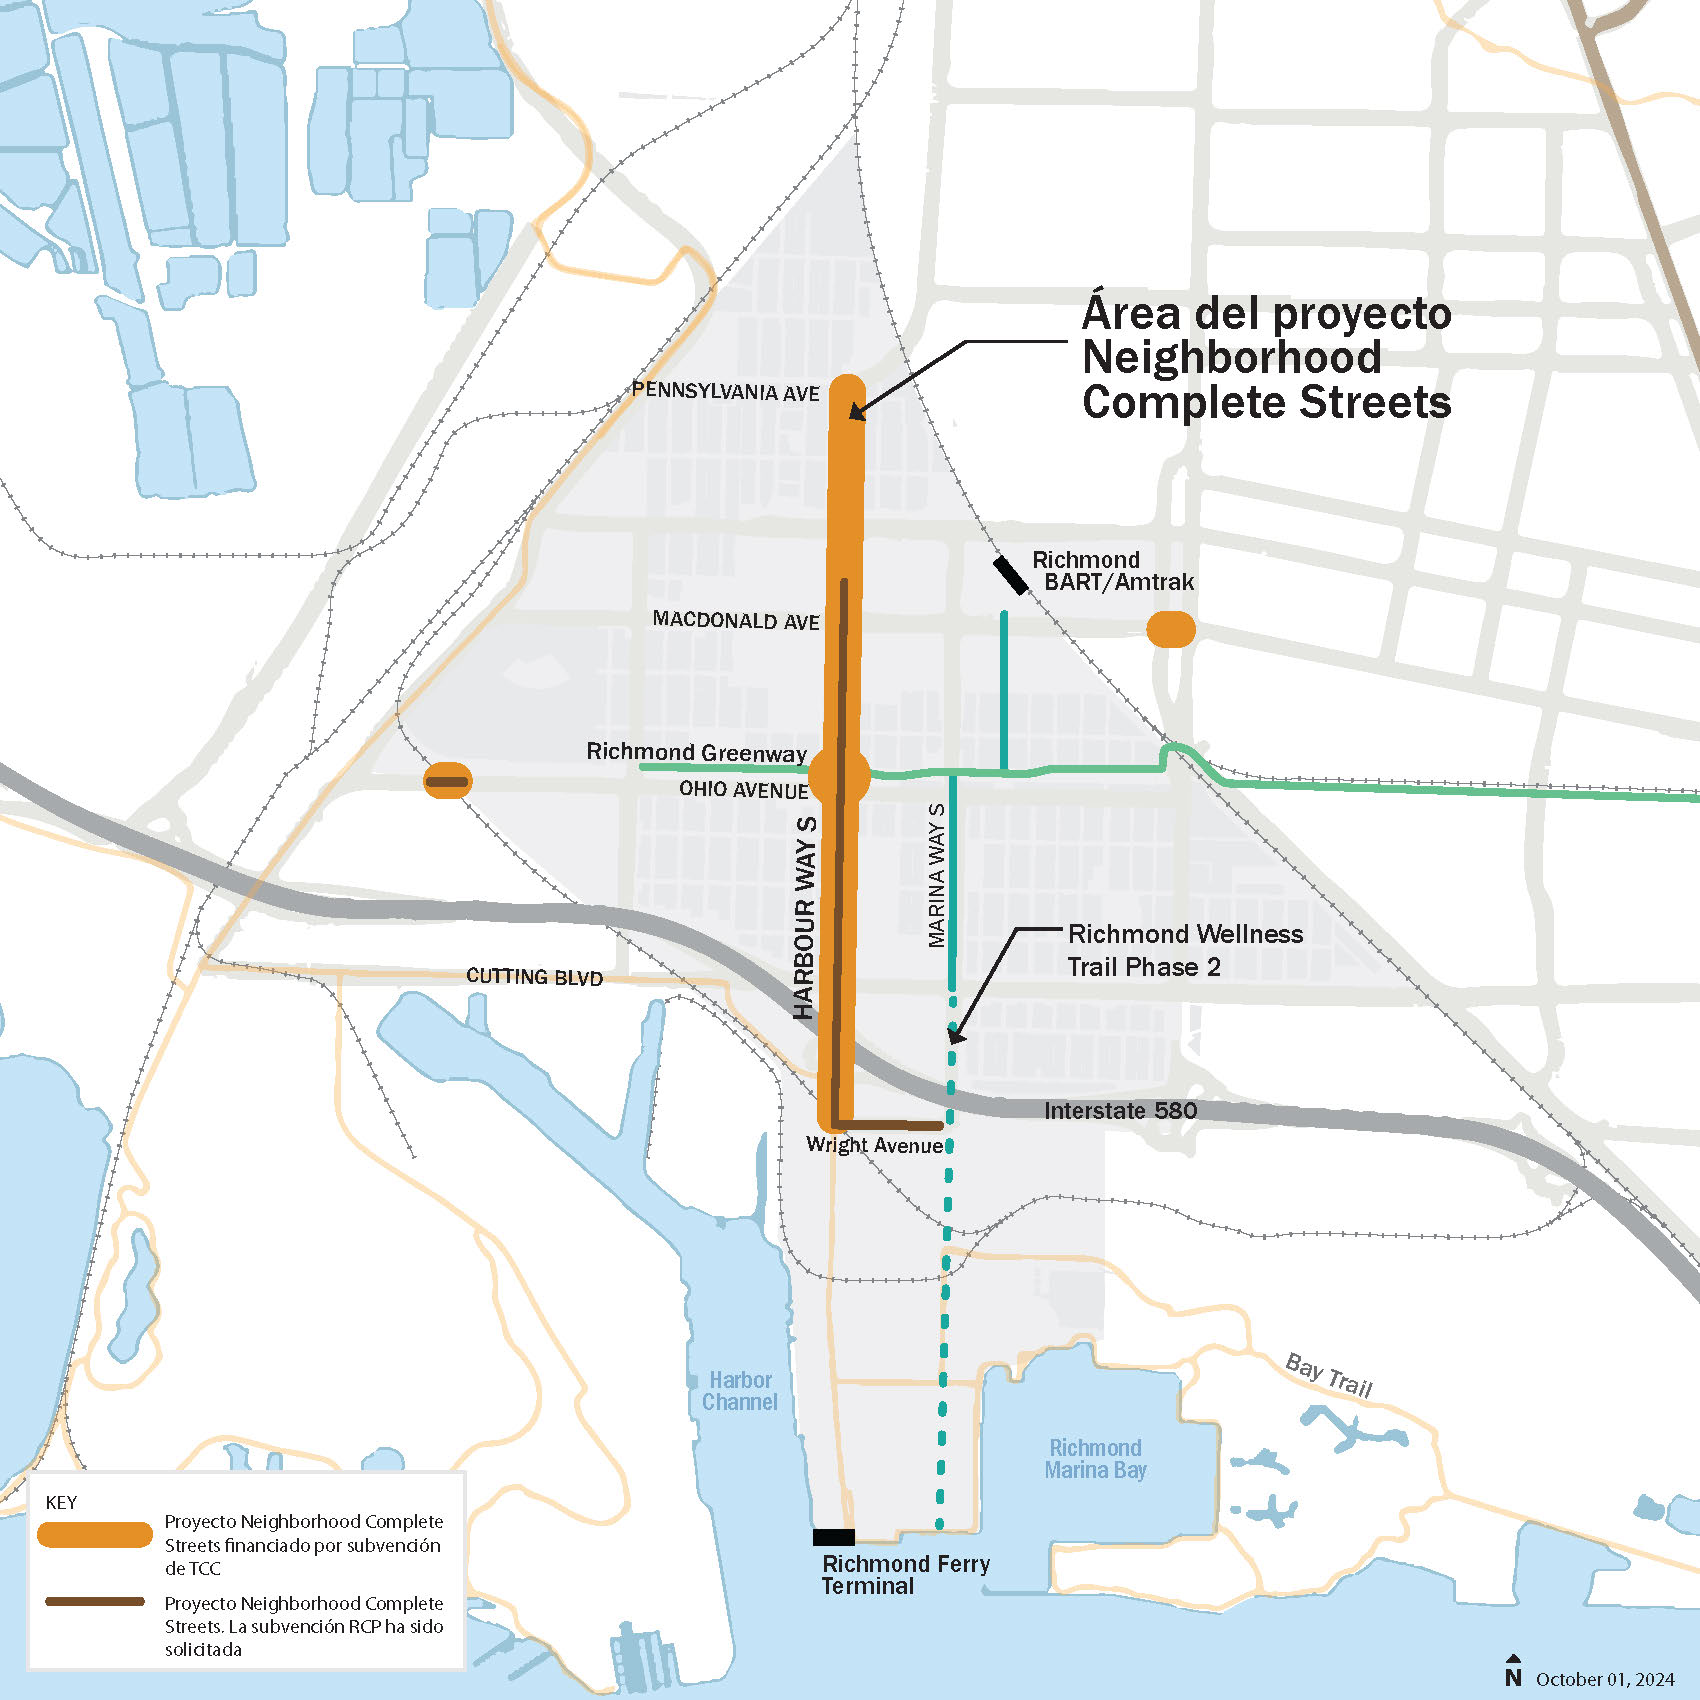 Área del proyecto
Neighborhood
Complete Streets
PENNSYLVANIA AVE
Richmond
BART/Amtrak
MACDONALD AVE
Richmond Greenway
OHIO AVENUE
HARBOUR WAY S
MARINA WAY S
Richmond Wellness
Trail Phase 2
CUTTING BLVD
Interstate 580
Wright Avenue
Bay Trail
Harbor
Channel
Richmond
Marina Bay
Richmond Ferry
Terminal
KEY
Proyecto Neighborhood Complete
Streets financiado por subvención
de TCC
Proyecto Neighborhood Complete
Streets. La subvención RCP ha sido
solicitada
N
October 01, 2024